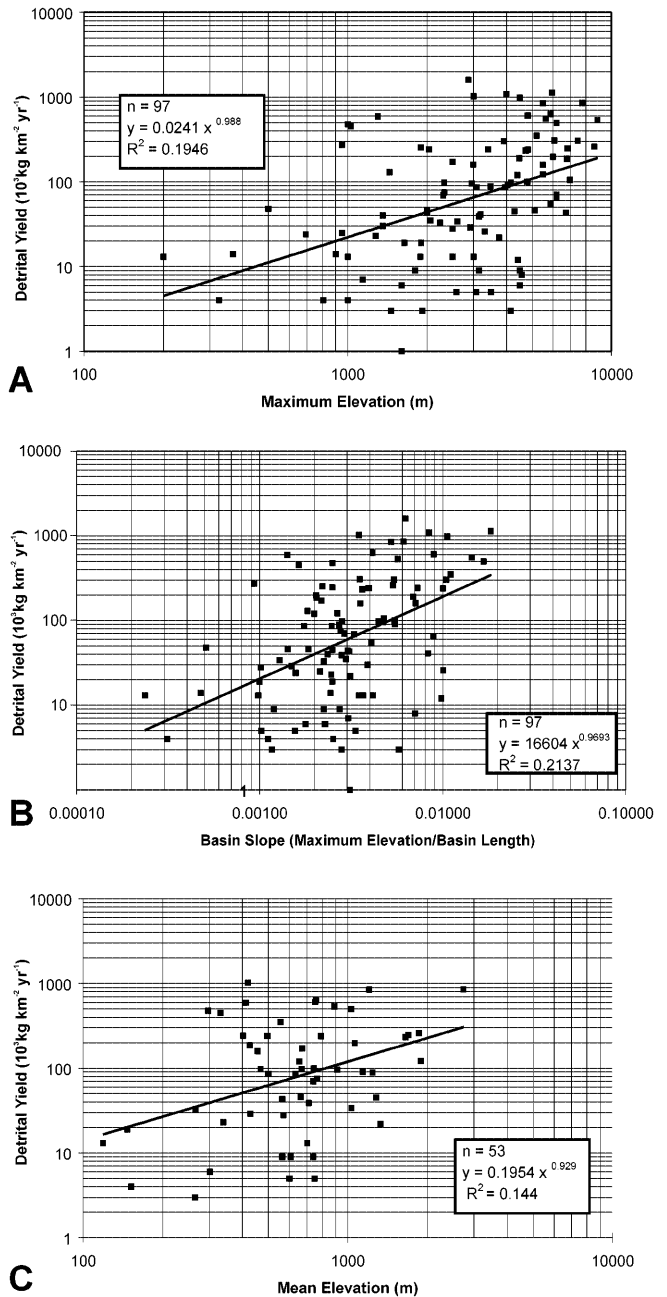 10000
1000
100
10
1
Detrital Yield (10³kg km⁻² yr⁻¹)
n = 97
y = 0.0241 x ^0.988
R² = 0.1946
100 1000 10000
Maximum Elevation (m)
A
10000
1000
100
10
Detrital Yield (10³kg km⁻² yr⁻¹)
n = 97
y = 16604 x^0.9693
R² = 0.2137
1
0.00010 0.00100 0.01000 0.10000
Basin Slope (Maximum Elevation/Basin Length)
B
10000
1000
100
10
1
Detrital Yield (10³kg km⁻² yr⁻¹)
n = 53
y = 0.1954 x ^0.929
R² = 0.144
100 1000 10000
Mean Elevation (m)
C